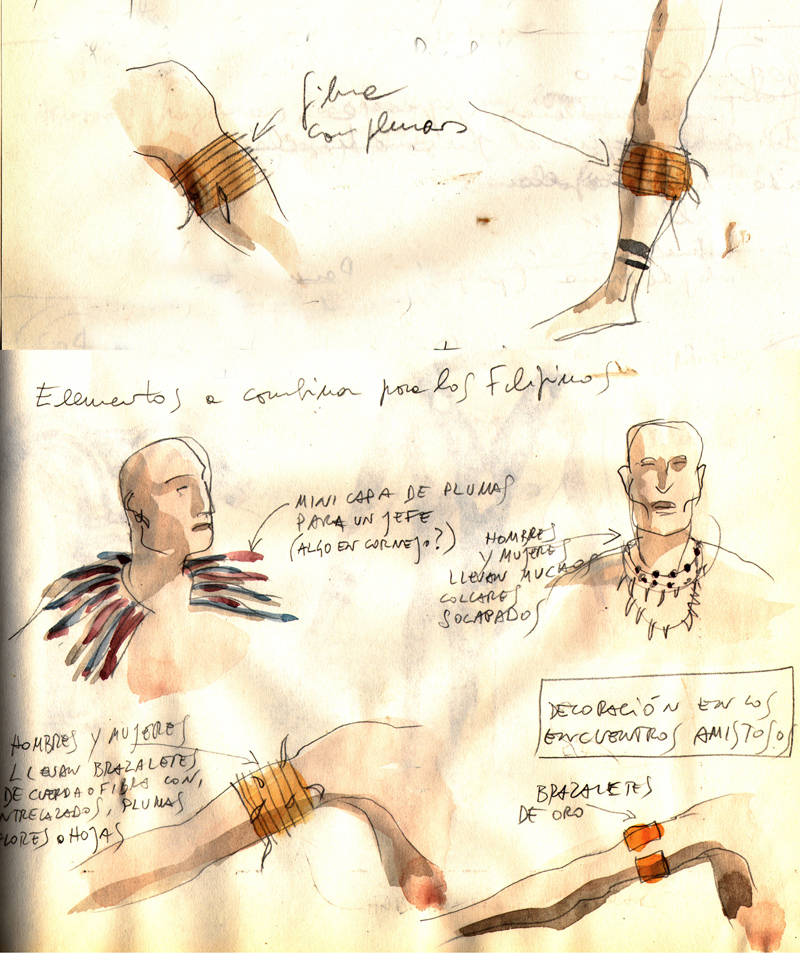 fibra
con plumas
Elementos a combinar para los Filipinos
MINI CAPA DE PLUMAS
PARA UN JEFE
(ALGO EN CORNEJO?)
HOMBRES
Y MUJERES
LLEVAN MUCHOS
COLLARES
SOLAPADOS
DECORACIÓN EN LOS
ENCUENTROS AMISTOSOS
HOMBRES Y MUJERES
LLEVAN BRAZALETES
DE CUERDA O FIBRA CON,
NTRELAZADOS, PLUMAS
LORES O HOJAS
BRAZALETES
DE ORO